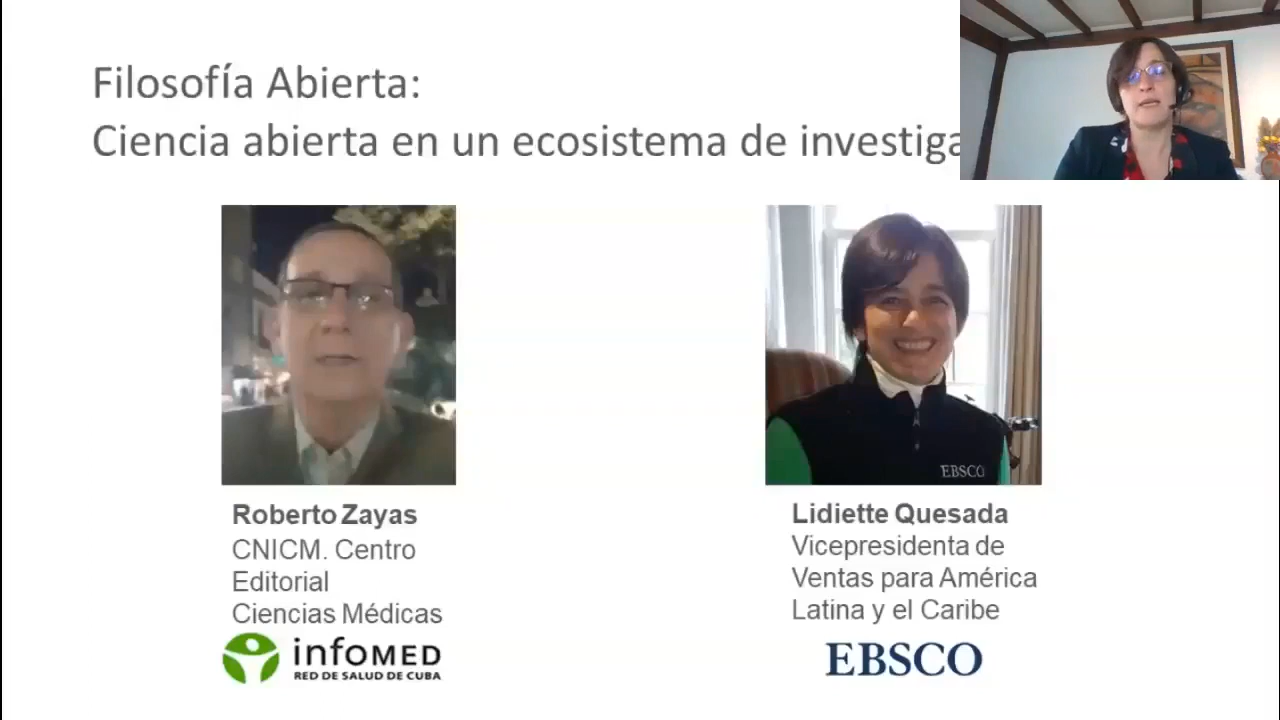 Filosofía Abierta:
Ciencia abierta en un ecosistema de investiga
EBSCO
Roberto Zayas
CNICM. Centro
Editorial
Ciencias Médicas
infoMED
RED DE SALUD DE CUBA
Lidiette Quesada
Vicepresidenta de
Ventas para América
Latina y el Caribe
EBSCO